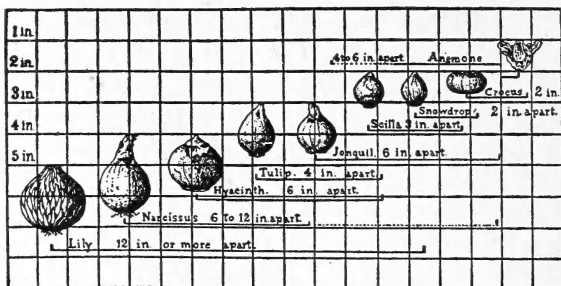 1 in.
2 in.
4 to 6 in. apart Anemone
3 in.
Crocus, 2 in.
Snowdrop 2 in. apart.
4 in.
Scilla 3 in. apart.
Jonquil. 6 in. apart.
5 in.
Tulip. 4 in. apart.
Hyacinth. 6 in. apart.
Narcissus 6 to 12 in. apart.
Lily 12 in. or more apart.